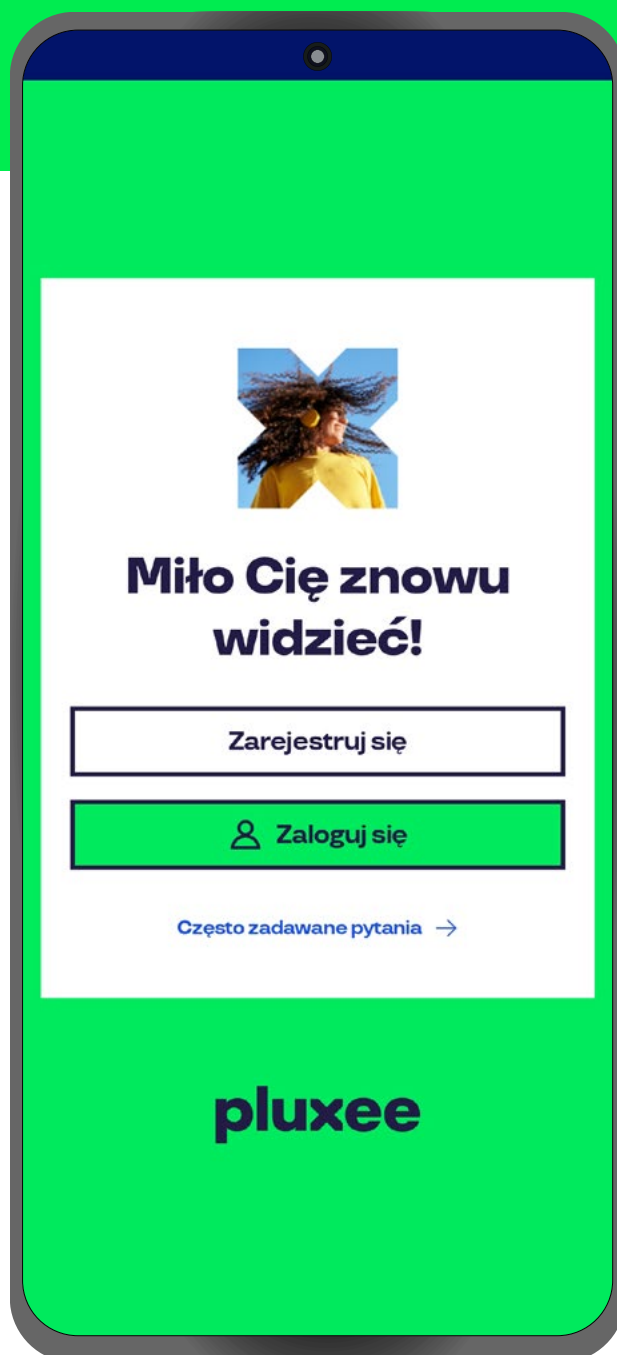 Miło Cię znowu
widzieć!
Zarejestruj się
Zaloguj się
Często zadawane pytania →
pluxee